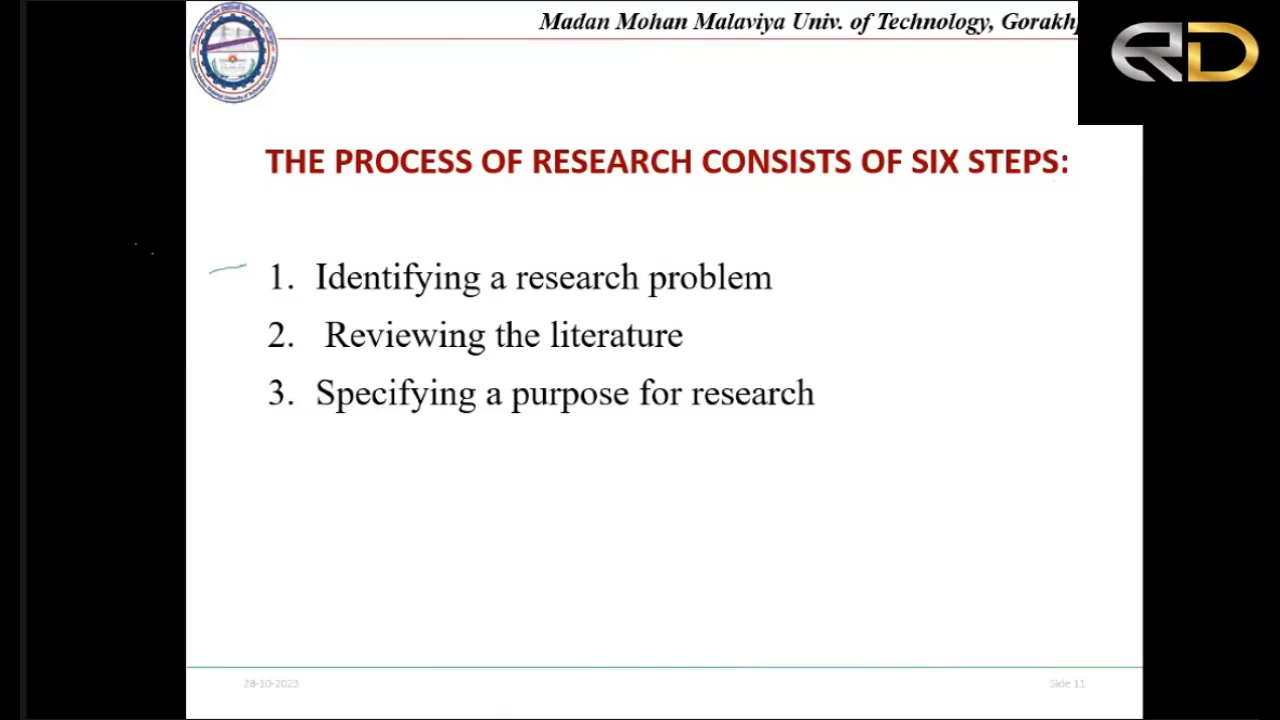 Madan Mohan Malaviya Univ. of Technology, Gorakh
RD
THE PROCESS OF RESEARCH CONSISTS OF SIX STEPS:
1. Identifying a research problem
2. Reviewing the literature
3. Specifying a purpose for research
28-10-2023
Side 11